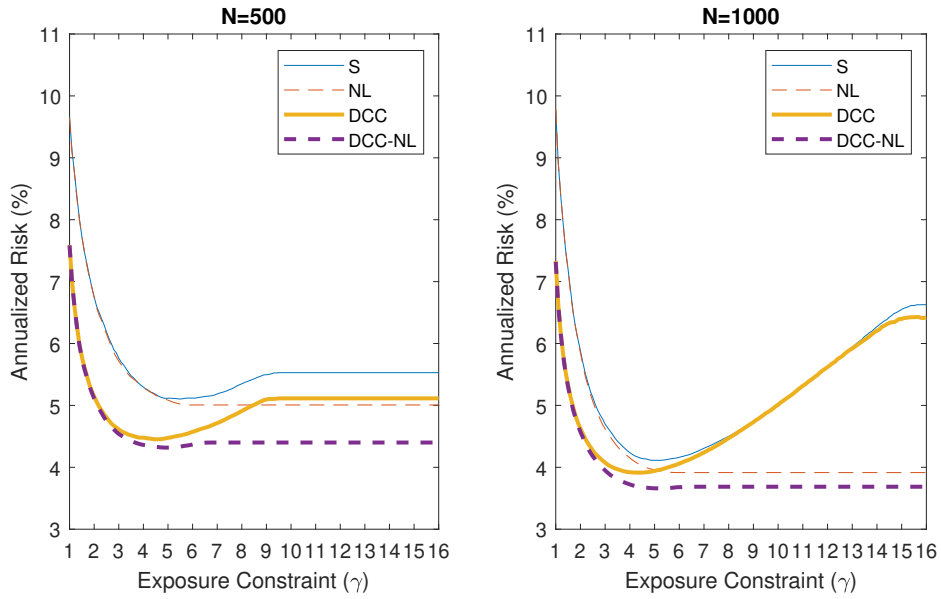 N=500
11
10
9
8
7
6
5
4
3
Annualized Risk (%)
S
NL
DCC
DCC-NL
1 2 3 4 5 6 7 8 9 10 11 12 13 14 15 16
Exposure Constraint (γ)
N=1000
11
10
9
8
7
6
5
4
3
Annualized Risk (%)
S
NL
DCC
DCC-NL
1 2 3 4 5 6 7 8 9 10 11 12 13 14 15 16
Exposure Constraint (γ)